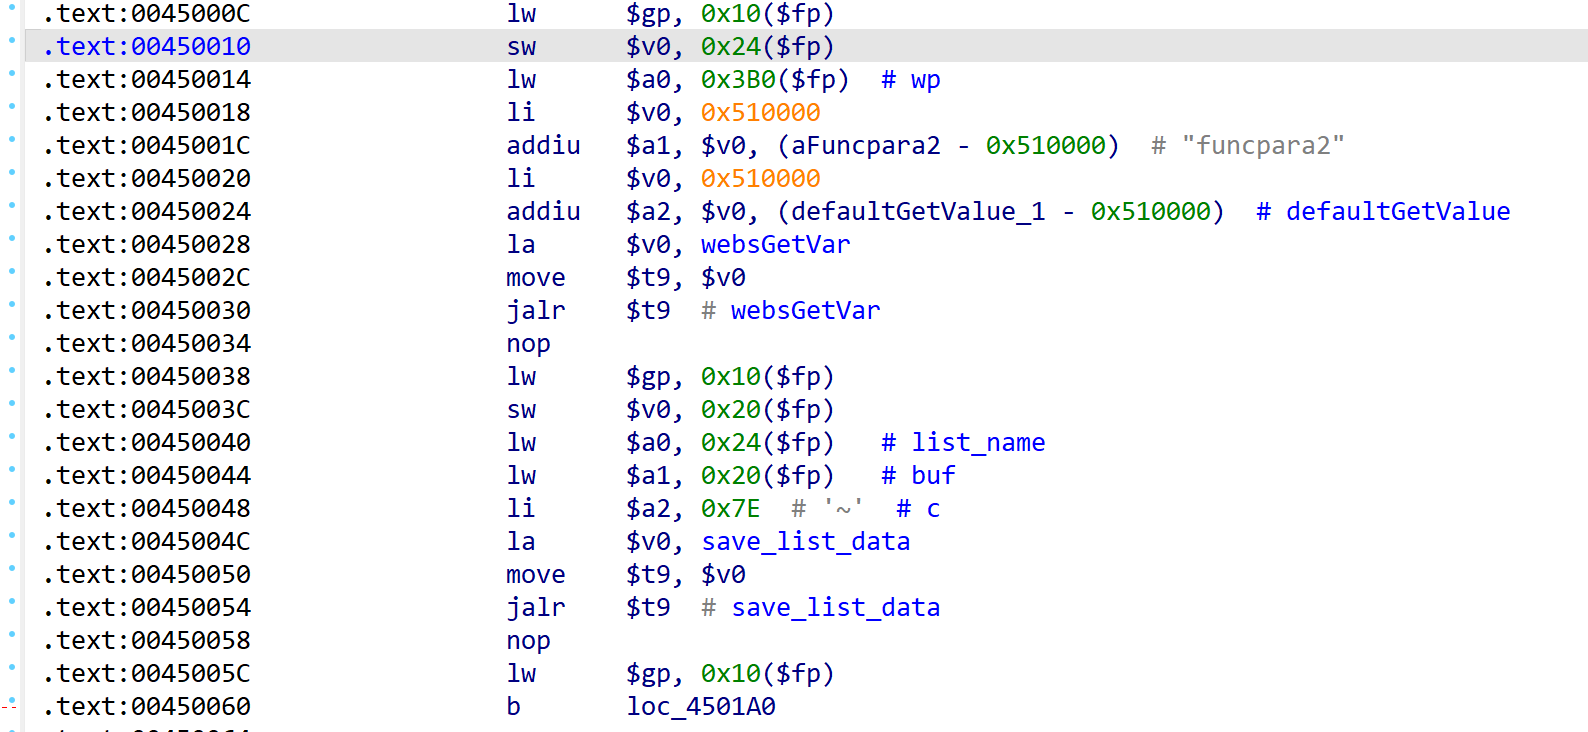 .text:0045000C lw $gp, 0x10($fp)
.text:00450010 sw $v0, 0x24($fp)
.text:00450014 lw $a0, 0x3B0($fp) # wp
.text:00450018 li $v0, 0x510000
.text:0045001C addiu $a1, $v0, (aFuncpara2 - 0x510000) # "funcpara2"
.text:00450020 li $v0, 0x510000
.text:00450024 addiu $a2, $v0, (defaultGetValue_1 - 0x510000) # defaultGetValue
.text:00450028 la $v0, websGetVar
.text:0045002C move $t9, $v0
.text:00450030 jalr $t9 # websGetVar
.text:00450034 nop
.text:00450038 lw $gp, 0x10($fp)
.text:0045003C sw $v0, 0x20($fp)
.text:00450040 lw $a0, 0x24($fp) # list_name
.text:00450044 lw $a1, 0x20($fp) # buf
.text:00450048 li $a2, 0x7E # '~' # c
.text:0045004C la $v0, save_list_data
.text:00450050 move $t9, $v0
.text:00450054 jalr $t9 # save_list_data
.text:00450058 nop
.text:0045005C lw $gp, 0x10($fp)
.text:00450060 b loc_4501A0